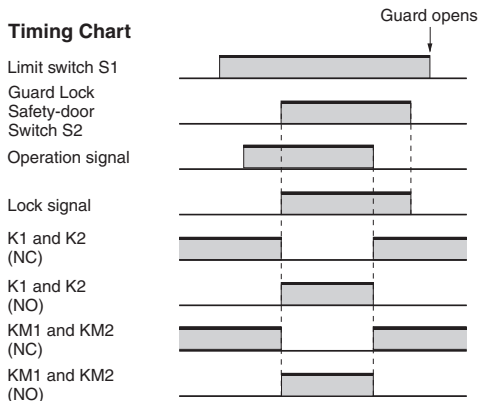 Guard opens
Timing Chart
Limit switch S1
Guard Lock
Safety-door
Switch S2
Operation signal
Lock signal
K1 and K2
(NC)
K1 and K2
(NO)
KM1 and KM2
(NC)
KM1 and KM2
(NO)